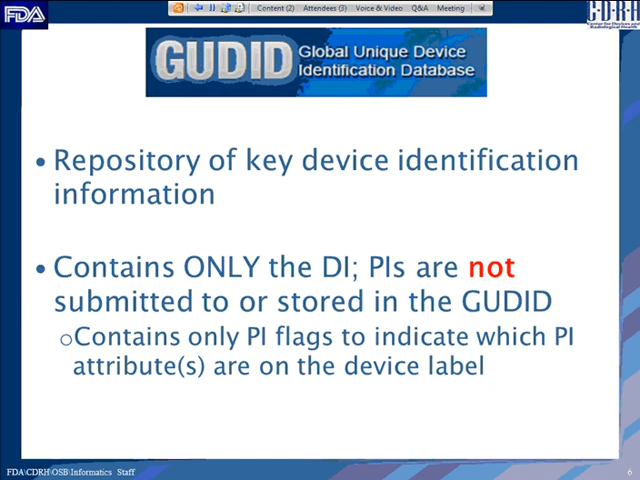 Content (2) Attendees (3) Voice & Video Q&A Meeting
FDA
CDRH
Center for Devices and
Radiological Health
GUDID
Global Unique Device
Identification Database
• Repository of key device identification
information
• Contains ONLY the DI; PIs are not
submitted to or stored in the GUDID
oContains only PI flags to indicate which PI
attribute(s) are on the device label
FDA\CDRH\OSB\Informatics Staff
6